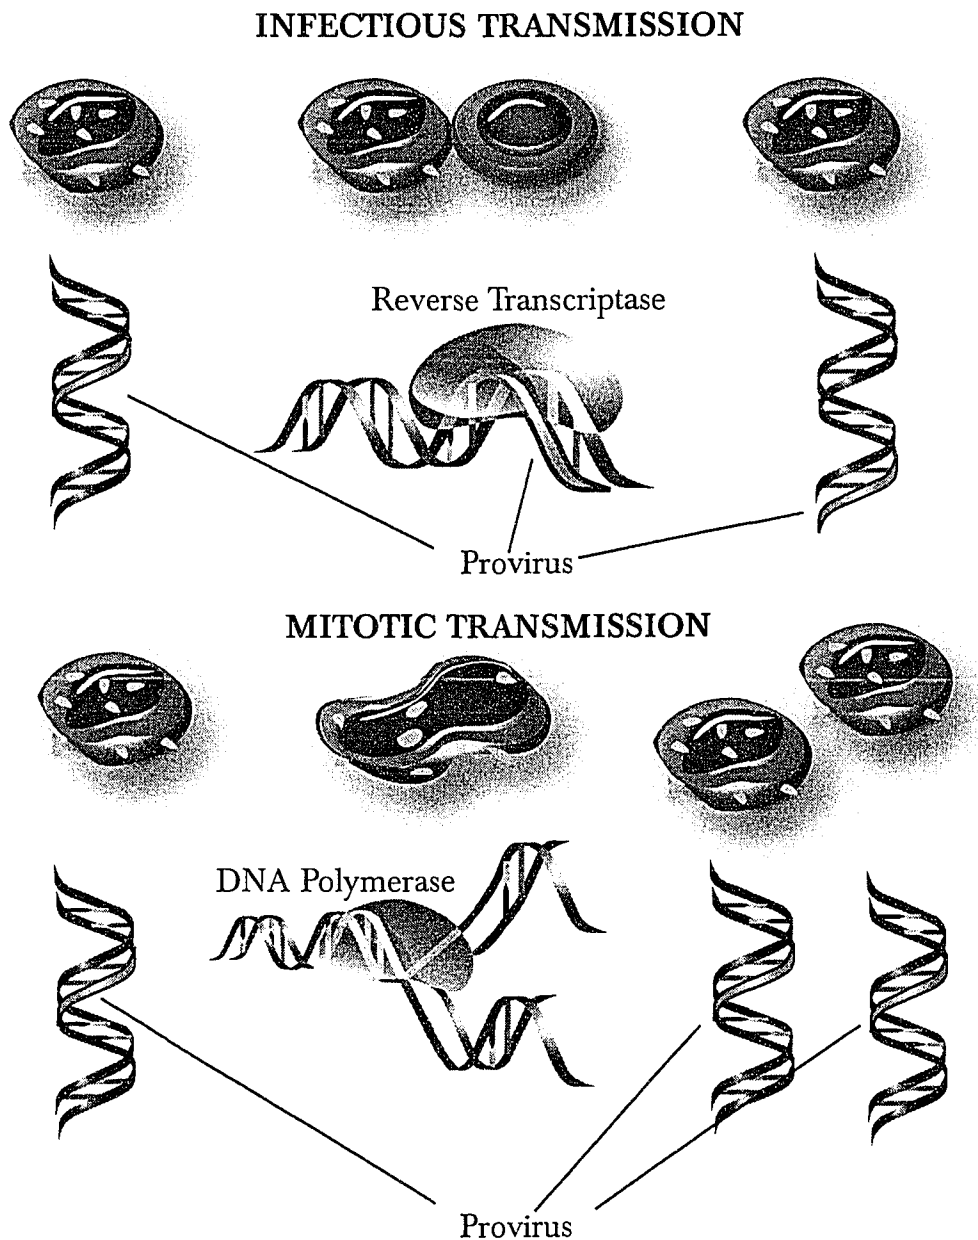 INFECTIOUS TRANSMISSION
Reverse Transcriptase
Provirus
MITOTIC TRANSMISSION
DNA Polymerase
Provirus